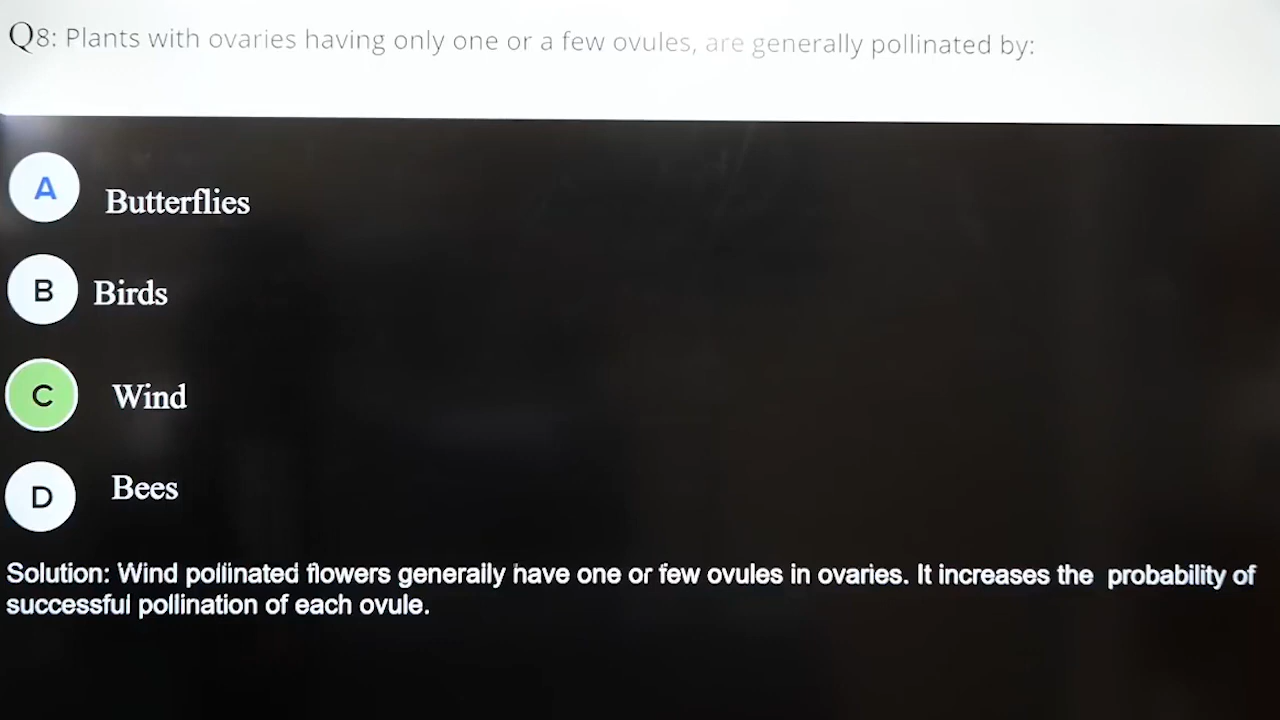 Q8: Plants with ovaries having only one or a few ovules, are generally pollinated by:
A Butterflies
B Birds
C Wind
D Bees
Solution: Wind pollinated flowers generally have one or few ovules in ovaries. It increases the probability of
successful pollination of each ovule.